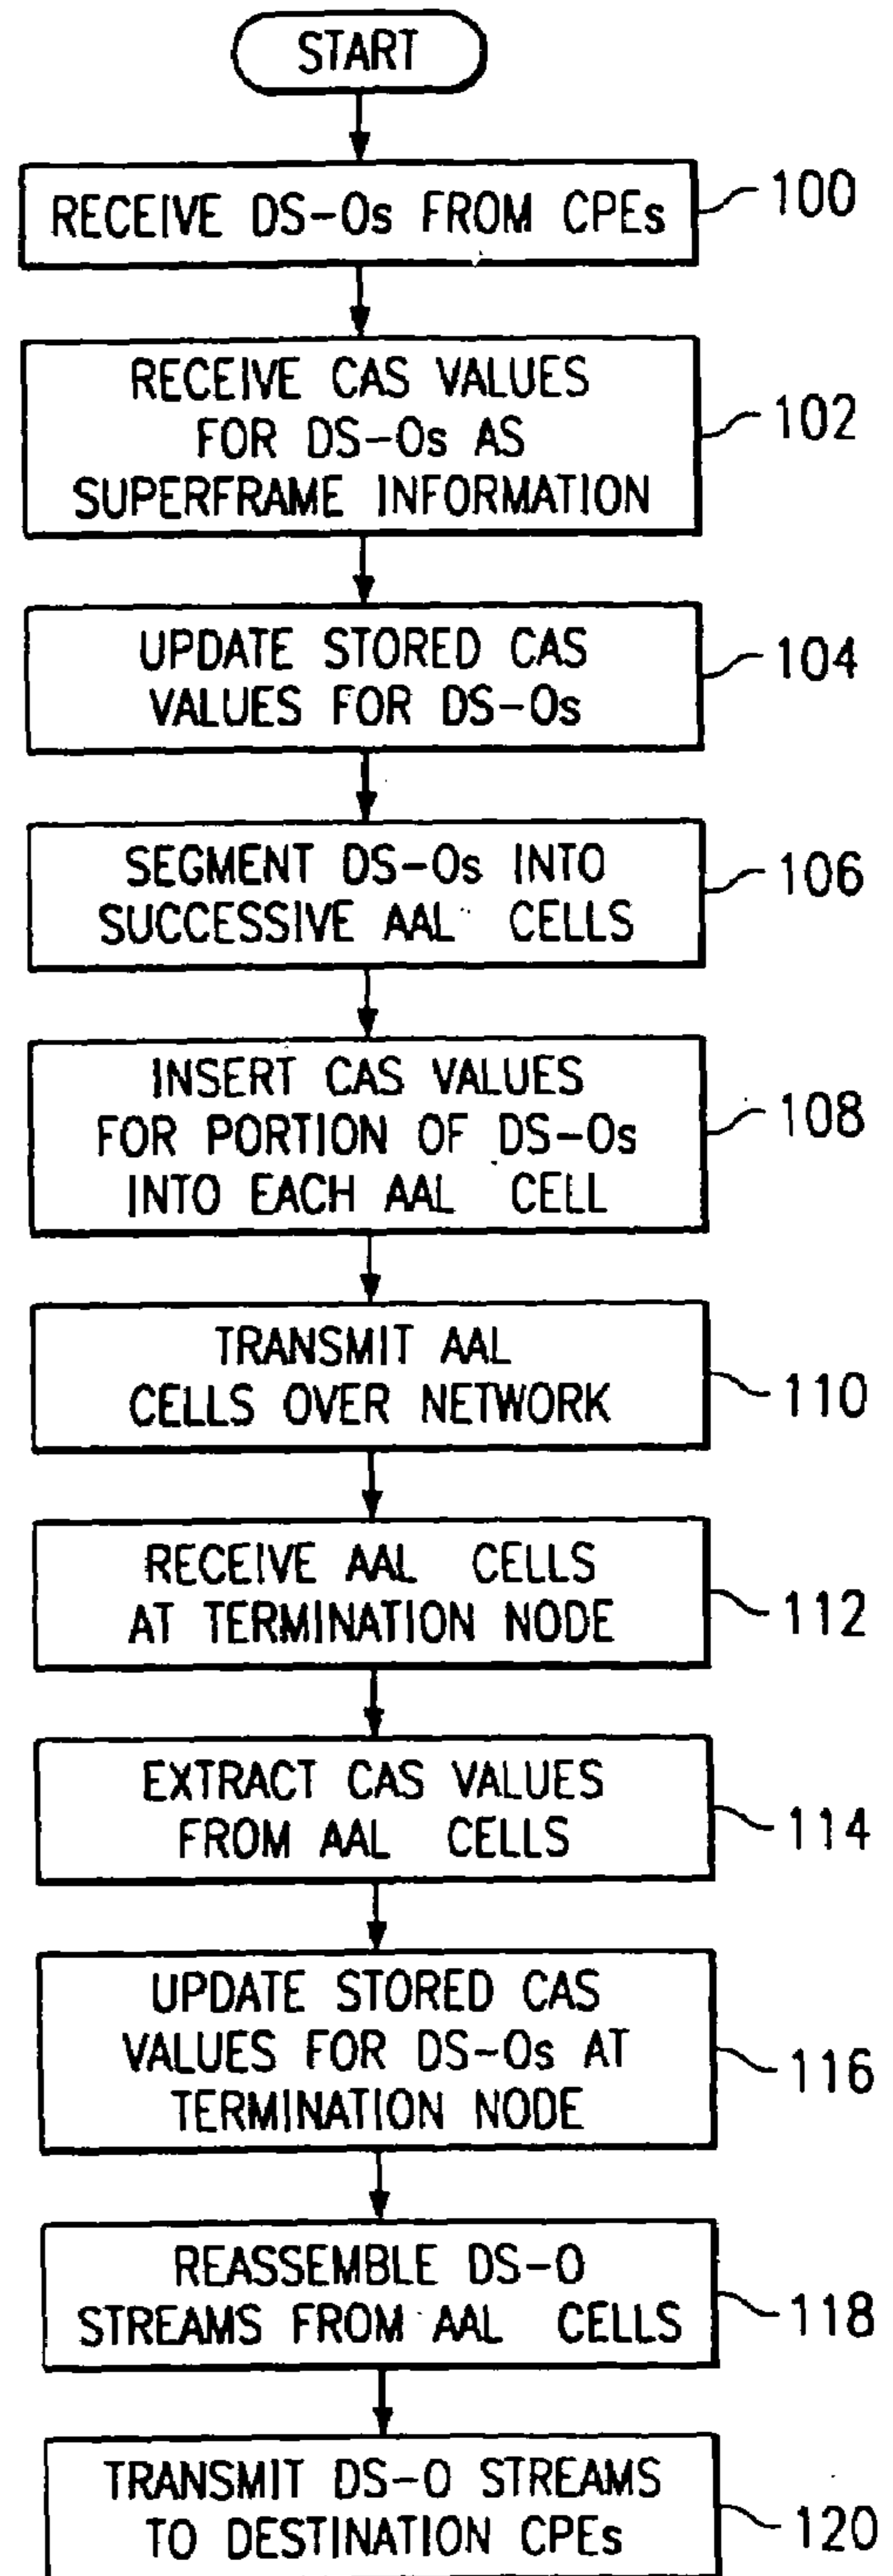 START
RECEIVE DS-0s FROM CPEs
100
RECEIVE CAS VALUES
FOR DS-0s AS
SUPERFRAME INFORMATION
102
UPDATE STORED CAS
VALUES FOR DS-0s
104
SEGMENT DS-0s INTO
SUCCESSIVE AAL CELLS
106
INSERT CAS VALUES
FOR PORTION OF DS-0s
INTO EACH AAL CELL
108
TRANSMIT AAL
CELLS OVER NETWORK
110
RECEIVE AAL CELLS
AT TERMINATION NODE
112
EXTRACT CAS VALUES
FROM AAL CELLS
114
UPDATE STORED CAS
VALUES FOR DS-0s AT
TERMINATION NODE
116
REASSEMBLE DS-0
STREAMS FROM AAL CELLS
118
TRANSMIT DS-0 STREAMS
TO DESTINATION CPEs
120